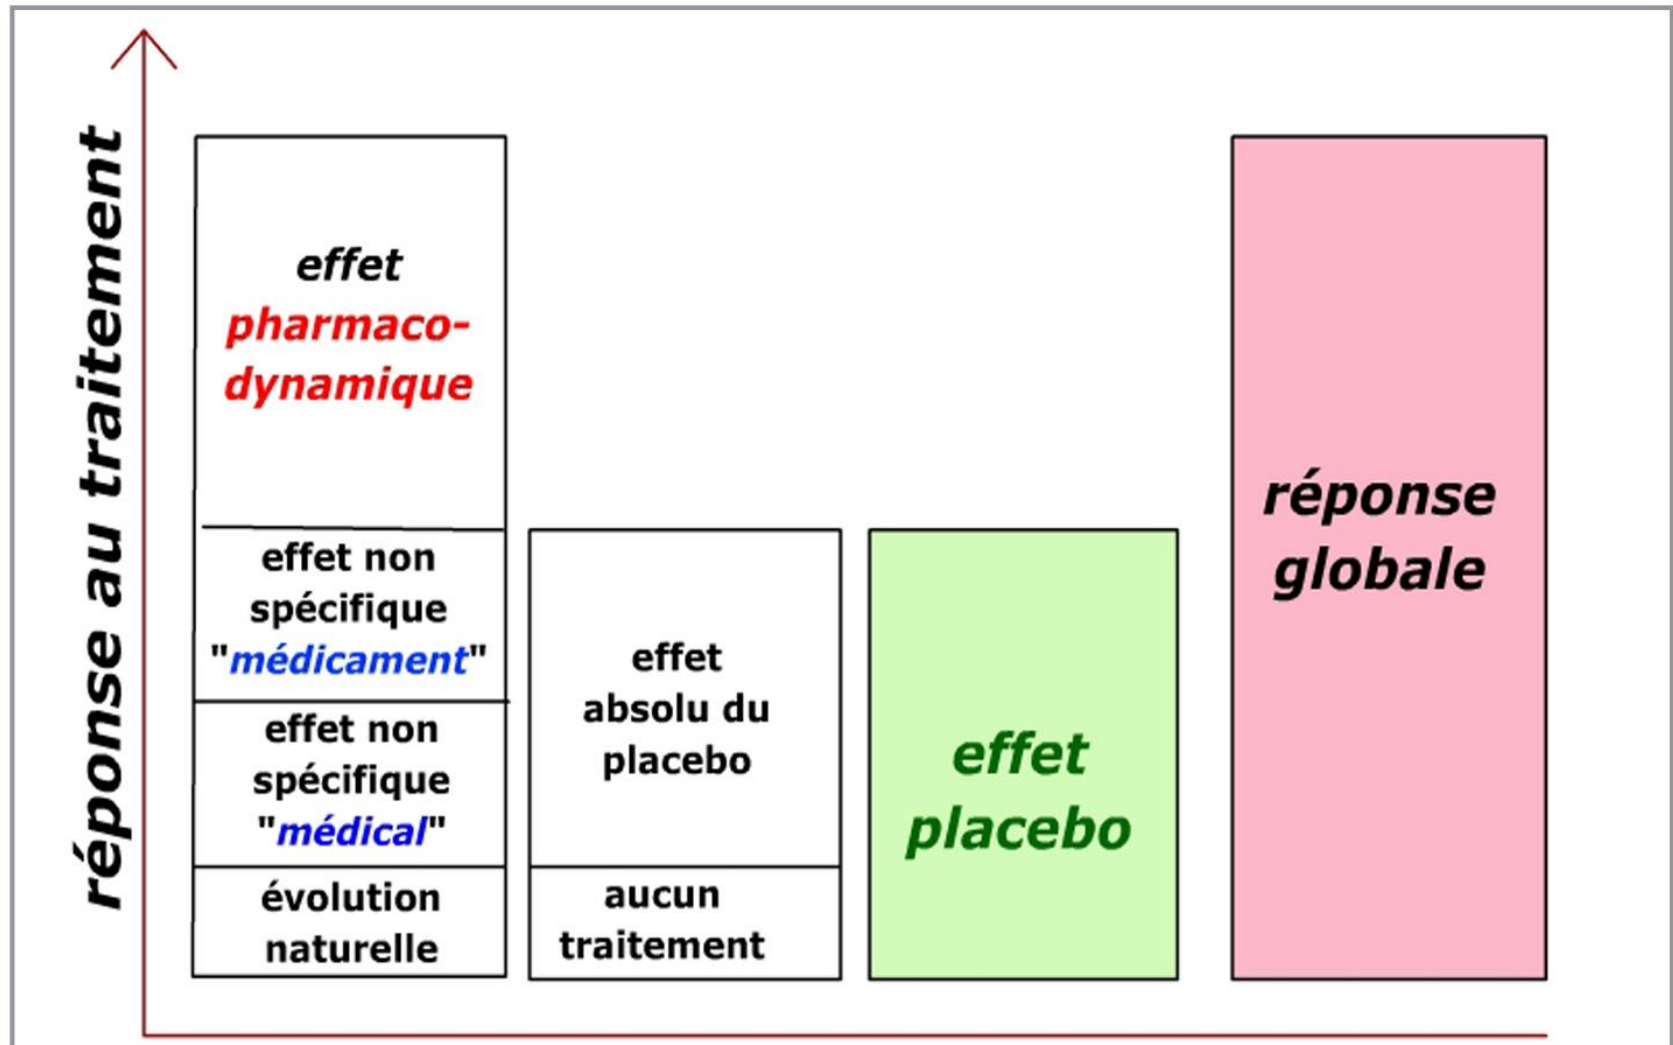 réponse au traitement
effet
pharmaco-
dynamique
effet non
spécifique
"médicament"
effet non
spécifique
"médical"
évolution
naturelle
effet
absolu du
placebo
aucun
traitement
effet
placebo
réponse
globale